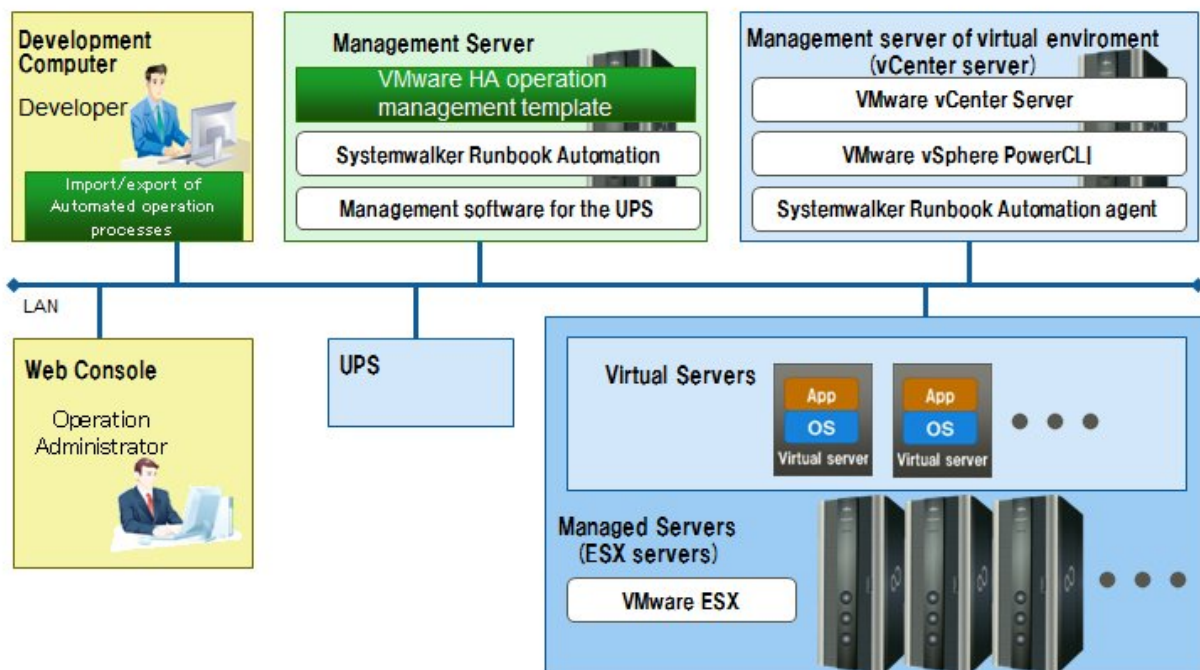 Development
Computer
Developer
Import/export of
Automated operation
processes
Management Server
VMware HA operation
management template
Systemwalker Runbook Automation
Management software for the UPS
Management server of virtual enviroment
(vCenter server)
VMware vCenter Server
VMware vSphere PowerCLI
Systemwalker Runbook Automation agent
LAN
Web Console
Operation
Administrator
UPS
Virtual Servers
App
OS
Virtual server
App
OS
Virtual server
Managed Servers
(ESX servers)
VMware ESX